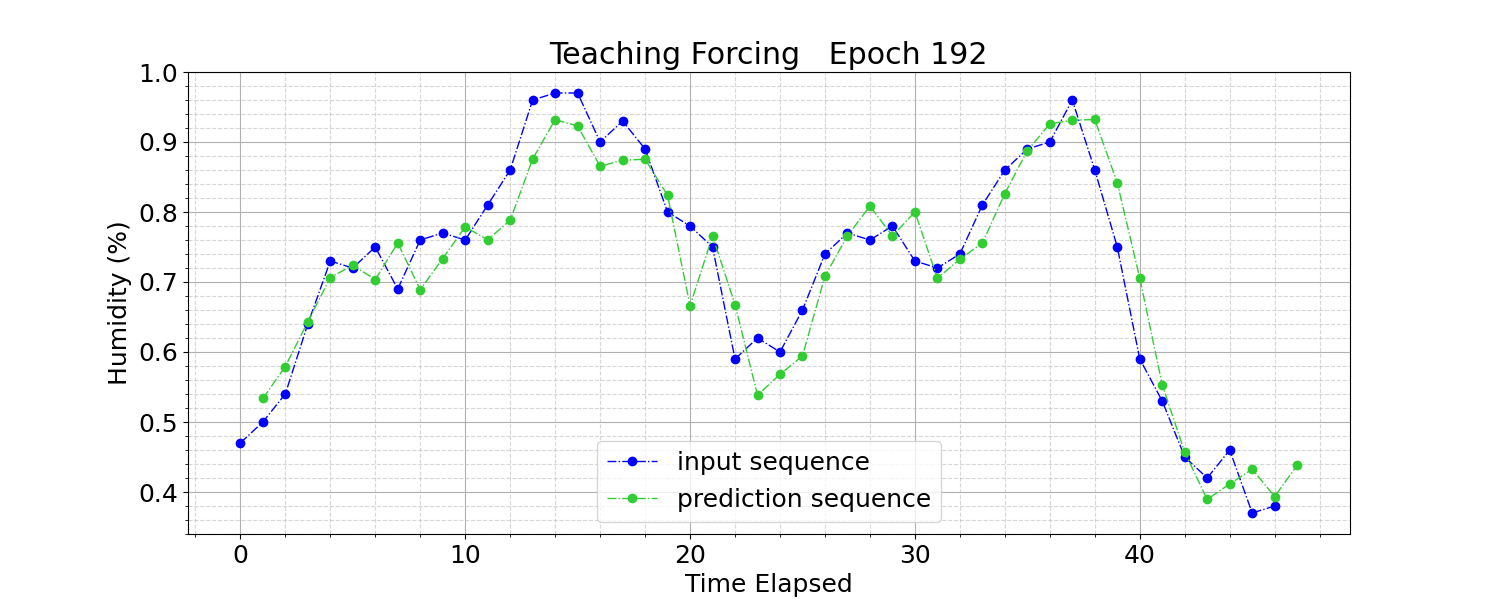 Teaching Forcing   Epoch 192
1.0
0.9
0.8
0.7
0.6
0.5
0.4
Humidity (%)
input sequence
prediction sequence
0 10 20 30 40
Time Elapsed